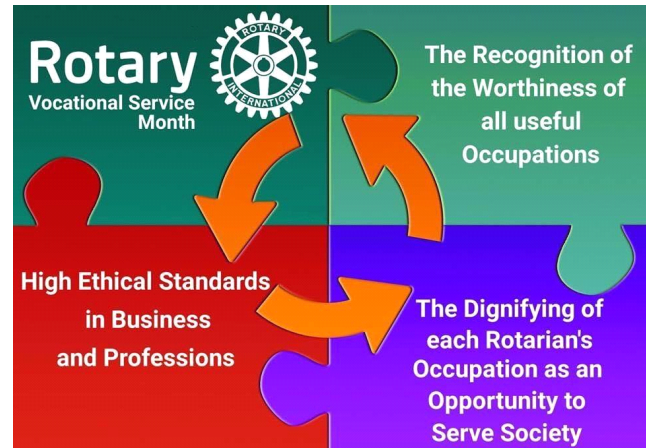 Rotary
Vocational Service
Month
ROTARY
INTERNATIONAL
The Recognition of
the Worthiness of
all useful
Occupations
High Ethical Standards
in Business
and Professions
The Dignifying of
each Rotarian's
Occupation as an
Opportunity to
Serve Society